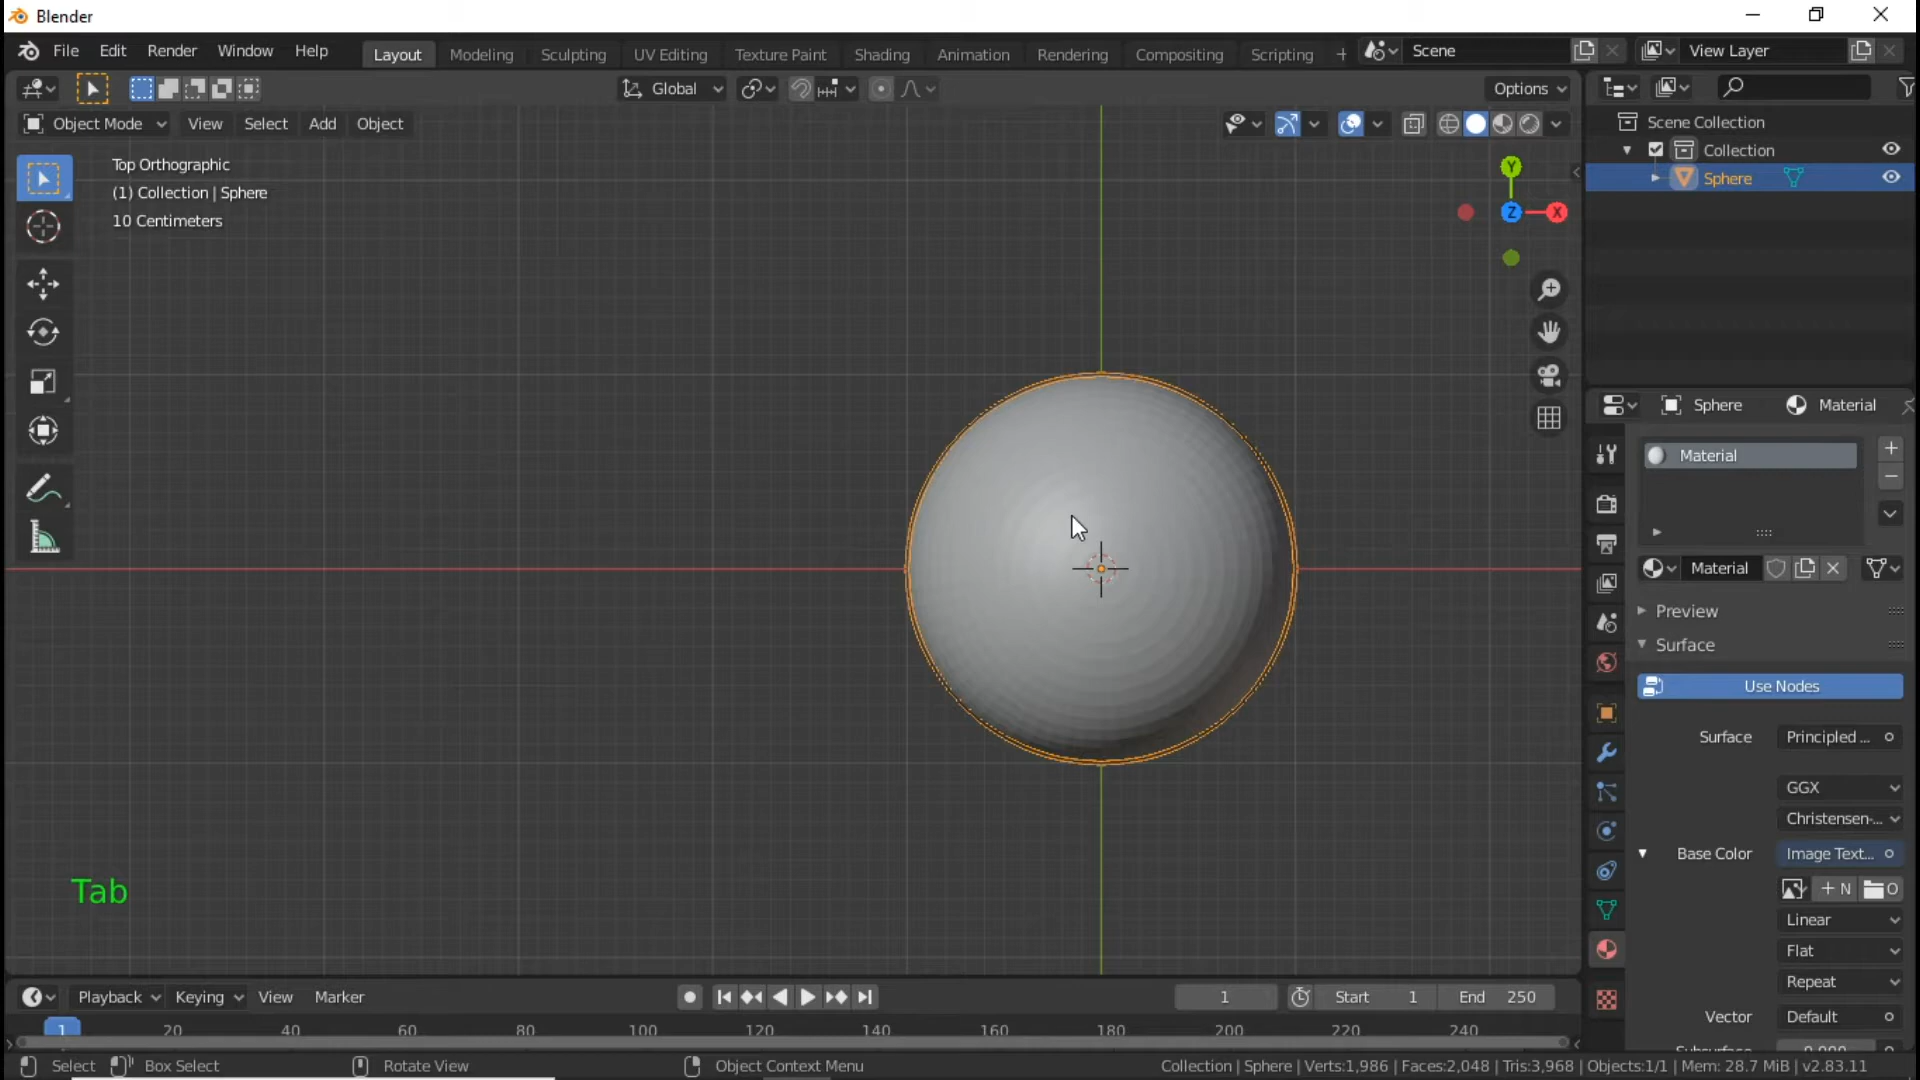 Blender
File Edit Render Window Help Layout Modeling Sculpting UV Editing Texture Paint Shading Animation Rendering Compositing Scripting + Scene View Layer
Global Options
Object Mode View Select Add Object
Scene Collection
Collection
Sphere
Top Orthographic
(1) Collection | Sphere
10 Centimeters
Y
Z X
Sphere Material
Material
Material
Preview
Surface
Use Nodes
Surface Principled ...
GGX
Christensen-...
Base Color Image Text...
+ N O
Linear
Flat
Repeat
Vector Default
Tab
Playback Keying View Marker 1 Start 1 End 250
1 20 40 60 80 100 120 140 160 180 200 220 240
Select Box Select Rotate View Object Context Menu Collection | Sphere | Verts:1,986 | Faces:2,048 | Tris:3,968 | Objects:1/1 | Mem: 28.7 MiB | v2.83.11